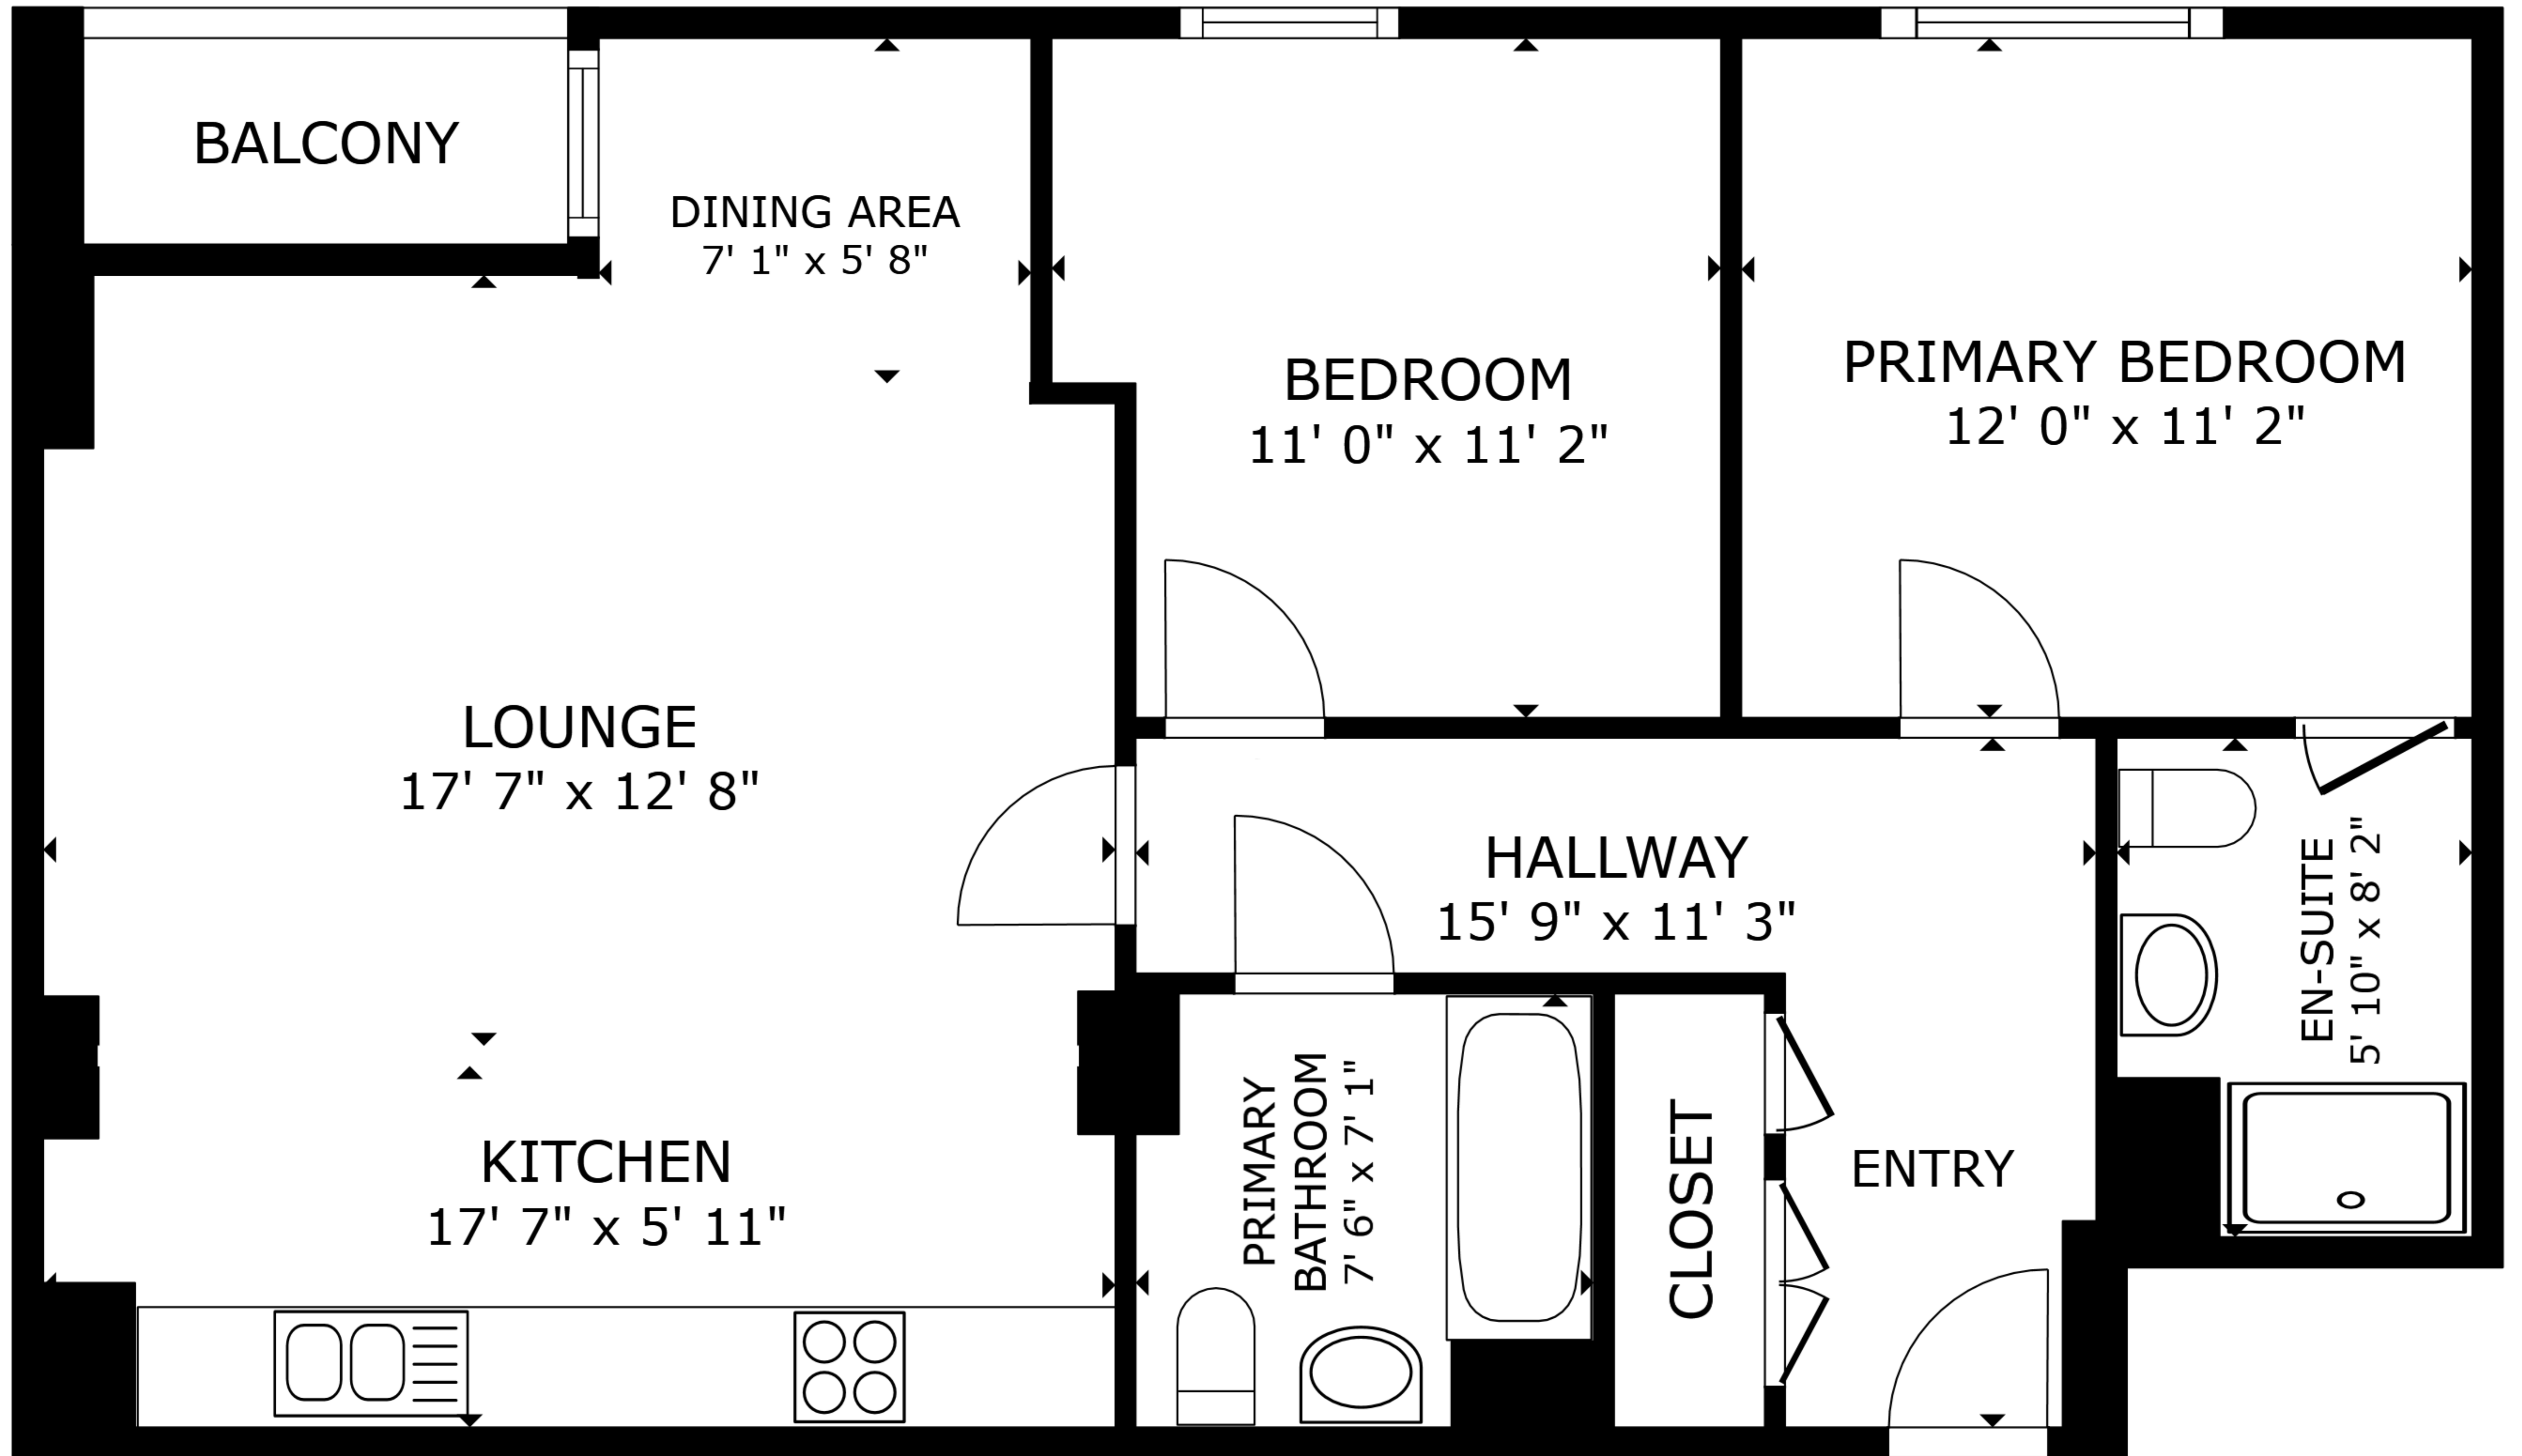 BALCONY
DINING AREA
7' 1" x 5' 8"
BEDROOM
11' 0" x 11' 2"
PRIMARY BEDROOM
12' 0" x 11' 2"
LOUNGE
17' 7" x 12' 8"
HALLWAY
15' 9" x 11' 3"
EN-SUITE
5' 10" x 8' 2"
KITCHEN
17' 7" x 5' 11"
PRIMARY
BATHROOM
7' 6" x 7' 1"
CLOSET
ENTRY